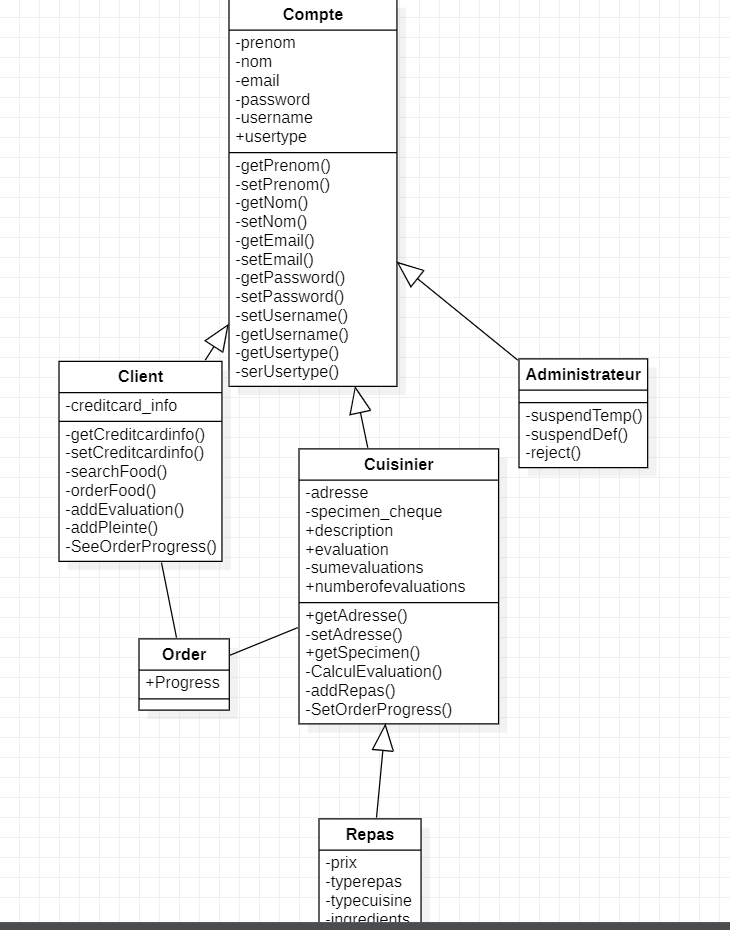 Compte
-prenom
-nom
-email
-password
-username
+usertype
-getPrenom()
-setPrenom()
-getNom()
-setNom()
-getEmail()
-setEmail()
-getPassword()
-setPassword()
-setUsername()
-getUsername()
-getUsertype()
-serUsertype()
Client
-creditcard_info
-getCreditcardinfo()
-setCreditcardinfo()
-searchFood()
-orderFood()
-addEvaluation()
-addPleinte()
-SeeOrderProgress()
Administrateur
-suspendTemp()
-suspendDef()
-reject()
Cuisinier
-adresse
-specimen_cheque
+description
+evaluation
-sumevaluations
+numberofevaluations
+getAdresse()
-setAdresse()
+getSpecimen()
-CalculEvaluation()
-addRepas()
-SetOrderProgress()
Order
+Progress
Repas
-prix
-typerepas
-typecuisine
-ingredients